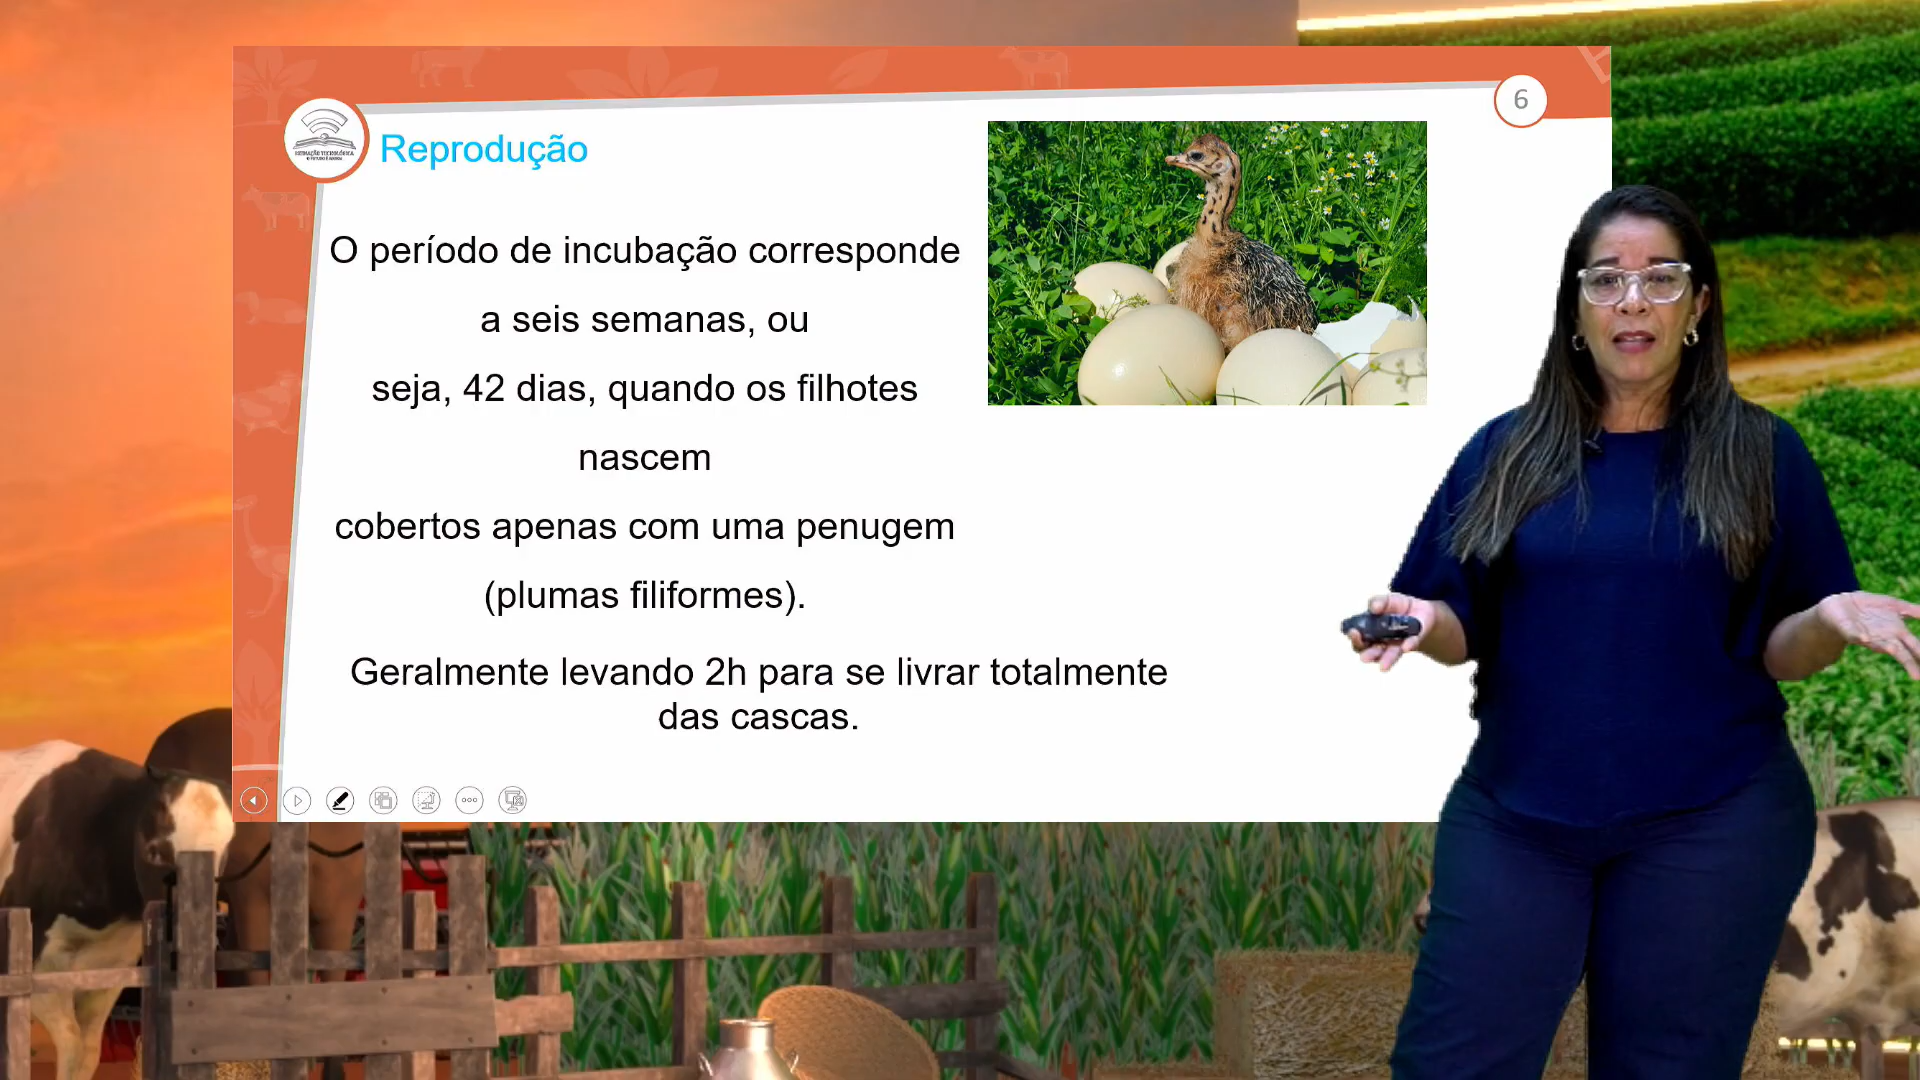 6
Reprodução
O período de incubação corresponde
a seis semanas, ou
seja, 42 dias, quando os filhotes
nascem
cobertos apenas com uma penugem
(plumas filiformes).
Geralmente levando 2h para se livrar totalmente
das cascas.